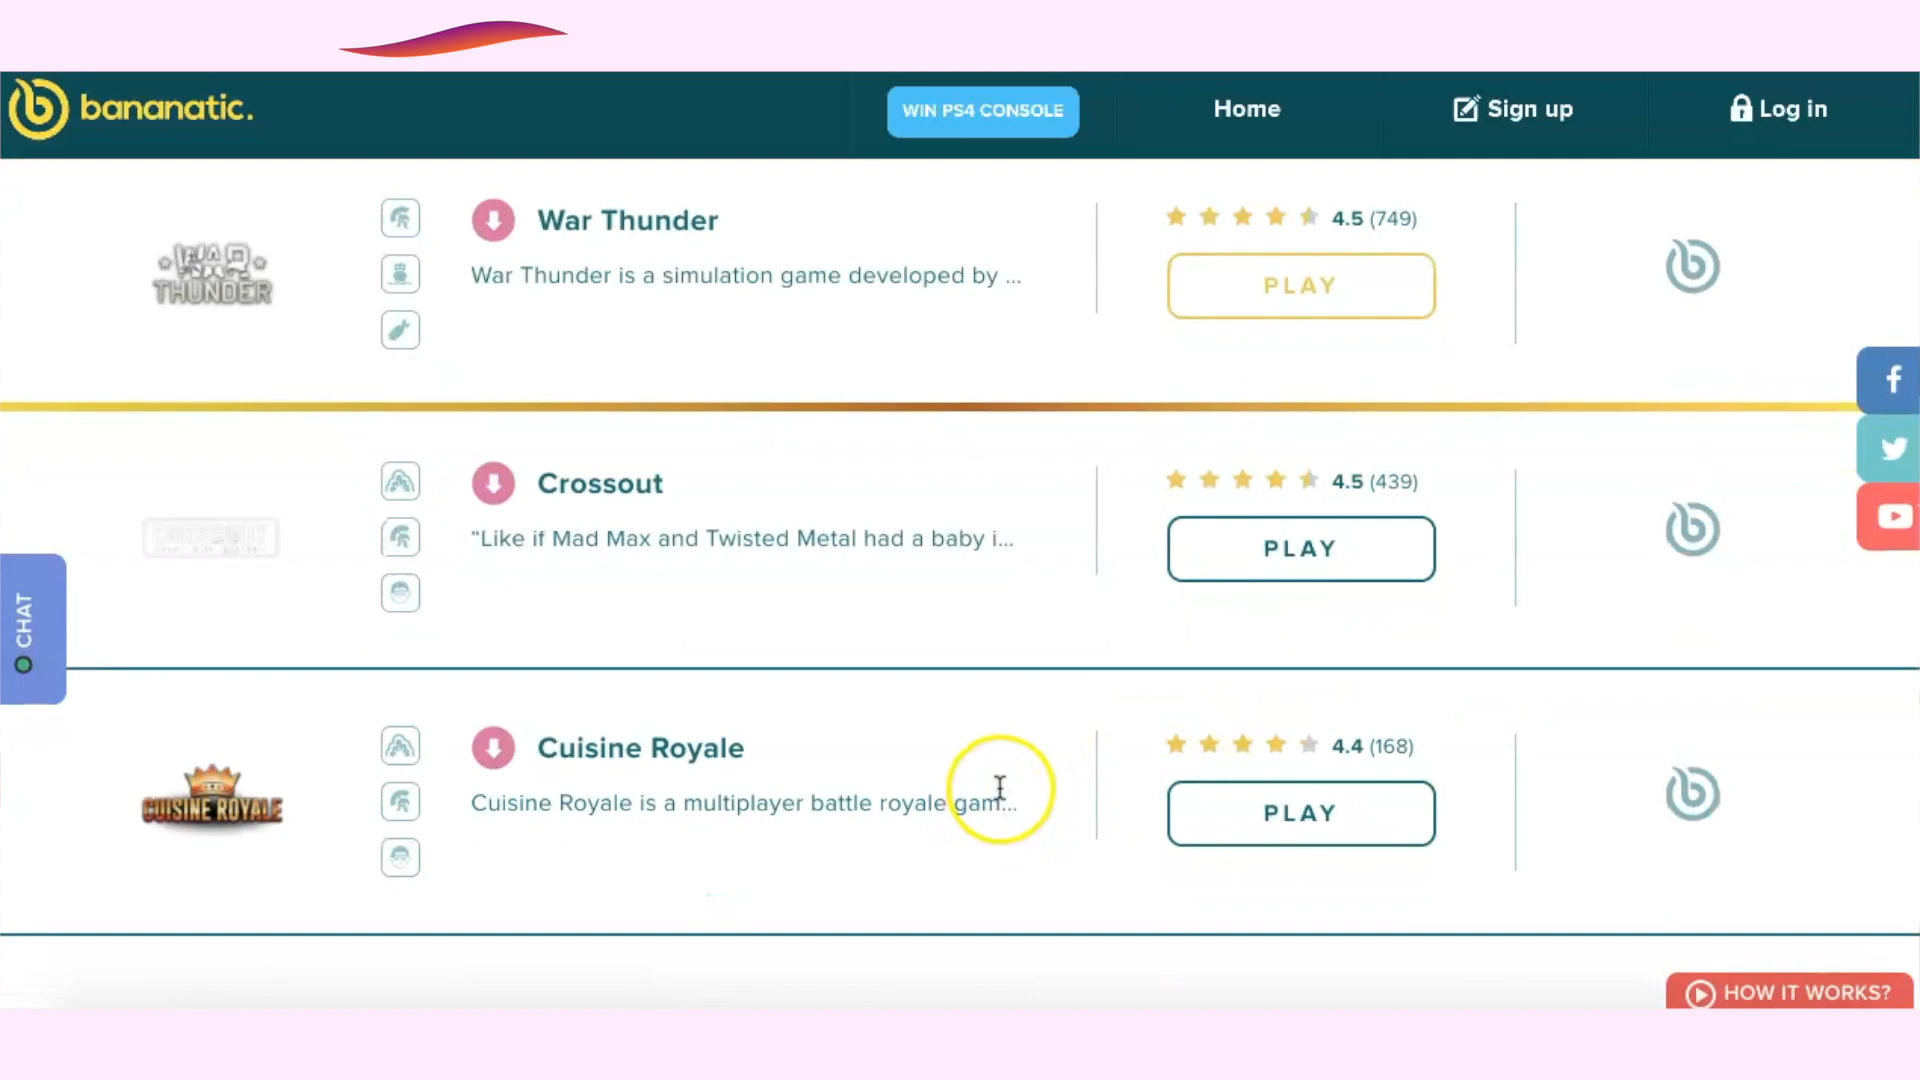 bananatic.
WIN PS4 CONSOLE
Home
Sign up
Log in
WAR THUNDER
War Thunder
War Thunder is a simulation game developed by ...
4.5 (749)
PLAY
Crossout
“Like if Mad Max and Twisted Metal had a baby i...
4.5 (439)
PLAY
CHAT
CUISINE ROYALE
Cuisine Royale
Cuisine Royale is a multiplayer battle royale gam...
4.4 (168)
PLAY
HOW IT WORKS?